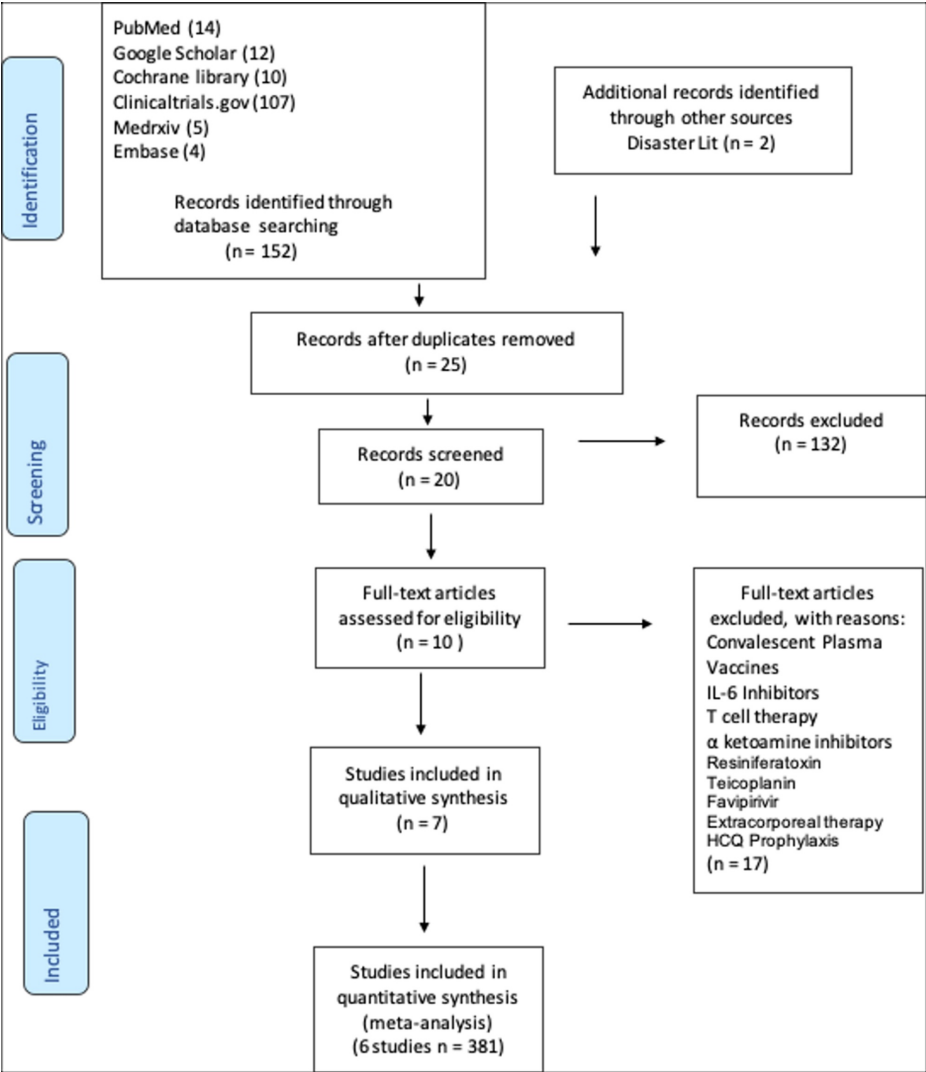 PubMed (14)
Google Scholar (12)
Cochrane library (10)
Clinicaltrials.gov (107)
Medrxiv (5)
Embase (4)
Records identified through
database searching
(n = 152)
Additional records identified
through other sources
Disaster Lit (n = 2)
Identification
Records after duplicates removed
(n = 25)
Screening
Records screened
(n = 20)
Records excluded
(n = 132)
Eligibility
Full-text articles
assessed for eligibility
(n = 10 )
Full-text articles
excluded, with reasons:
Convalescent Plasma
Vaccines
IL-6 Inhibitors
T cell therapy
α ketoamine inhibitors
Resiniferatoxin
Teicoplanin
Favipirivir
Extracorporeal therapy
HCQ Prophylaxis
(n = 17)
Studies included in
qualitative synthesis
(n = 7)
Included
Studies included in
quantitative synthesis
(meta-analysis)
(6 studies n = 381)